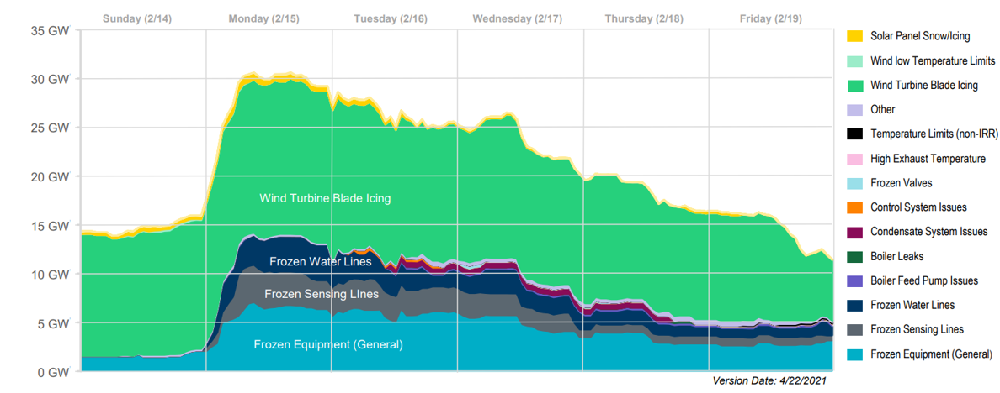 Sunday (2/14) Monday (2/15) Tuesday (2/16) Wednesday (2/17) Thursday (2/18) Friday (2/19)
35 GW
30 GW
25 GW
20 GW
15 GW
10 GW
5 GW
0 GW
Wind Turbine Blade Icing
Frozen Water Lines
Frozen Sensing LInes
Frozen Equipment (General)
Solar Panel Snow/Icing
Wind low Temperature Limits
Wind Turbine Blade Icing
Other
Temperature Limits (non-IRR)
High Exhaust Temperature
Frozen Valves
Control System Issues
Condensate System Issues
Boiler Leaks
Boiler Feed Pump Issues
Frozen Water Lines
Frozen Sensing Lines
Frozen Equipment (General)
Version Date: 4/22/2021